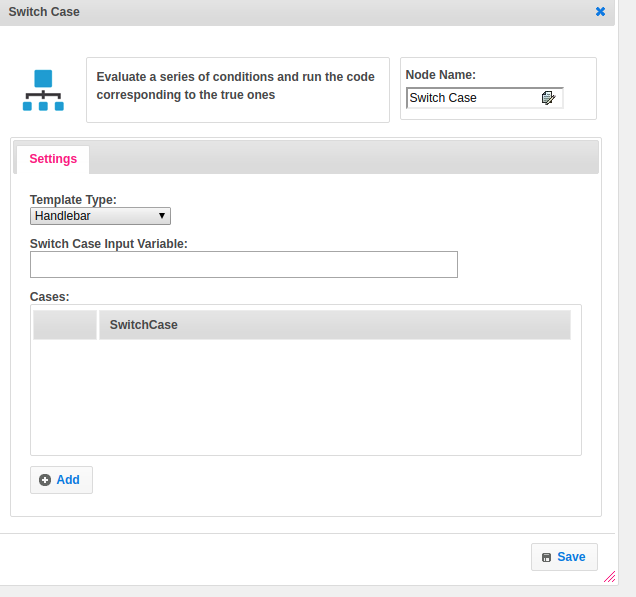 Switch Case
Evaluate a series of conditions and run the code
corresponding to the true ones
Node Name:
Switch Case
Settings
Template Type:
Handlebar
Switch Case Input Variable:
Cases:
SwitchCase
Add
Save